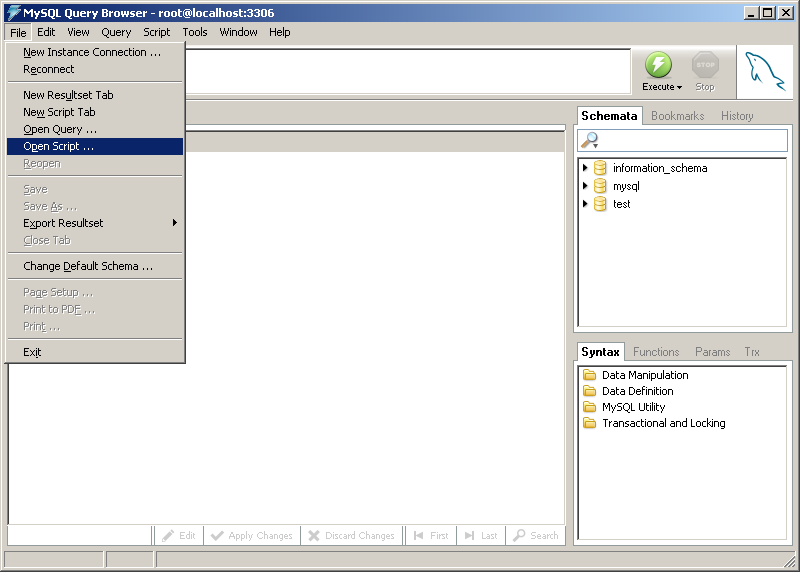 MySQL Query Browser - root@localhost:3306
File Edit View Query Script Tools Window Help
New Instance Connection ...
Reconnect
New Resultset Tab
New Script Tab
Open Query ...
Open Script ...
Reopen
Save
Save As ...
Export Resultset
Close Tab
Change Default Schema ...
Page Setup ...
Print to PDF ...
Print ...
Exit
STOP
Execute Stop
Schemata Bookmarks History
information_schema
mysql
test
Syntax Functions Params Trx
Data Manipulation
Data Definition
MySQL Utility
Transactional and Locking
Edit Apply Changes Discard Changes First Last Search